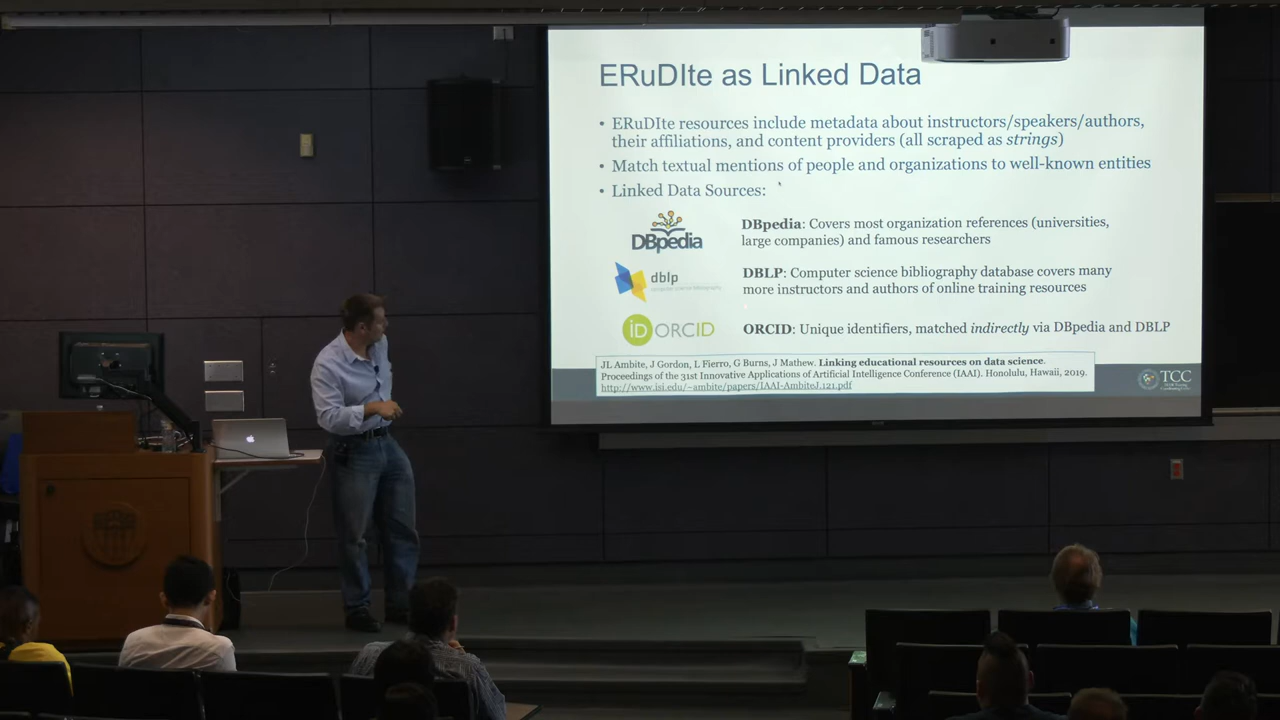 ERuDIte as Linked Data
• ERuDIte resources include metadata about instructors/speakers/authors,
their affiliations, and content providers (all scraped as strings)
• Match textual mentions of people and organizations to well-known entities
• Linked Data Sources:
DBpedia
DBpedia: Covers most organization references (universities,
large companies) and famous researchers
dblp
computer science bibliography
DBLP: Computer science bibliography database covers many
more instructors and authors of online training resources
iD ORCID
ORCID: Unique identifiers, matched indirectly via DBpedia and DBLP
JL Ambite, J Gordon, L Fierro, G Burns, J Mathew. Linking educational resources on data science.
Proceedings of the 31st Innovative Applications of Artificial Intelligence Conference (IAAI). Honolulu, Hawaii, 2019.
http://www.isi.edu/~ambite/papers/IAAI-AmbiteJ.121.pdf
TCC